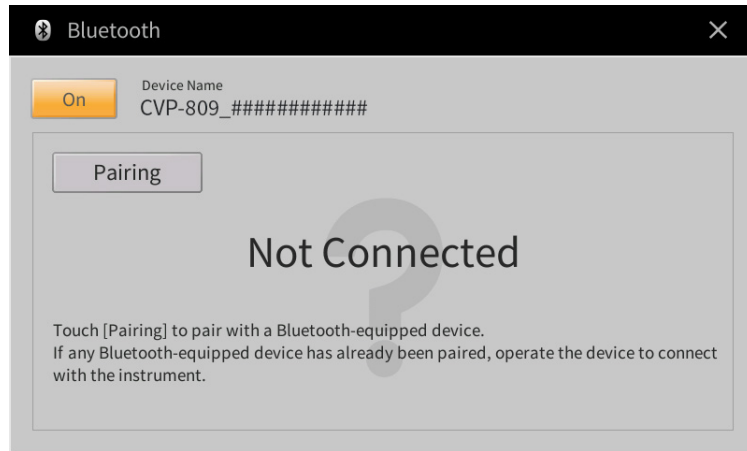 Bluetooth
On
Device Name
CVP-809_############
Pairing
Not Connected
Touch [Pairing] to pair with a Bluetooth-equipped device.
If any Bluetooth-equipped device has already been paired, operate the device to connect
with the instrument.